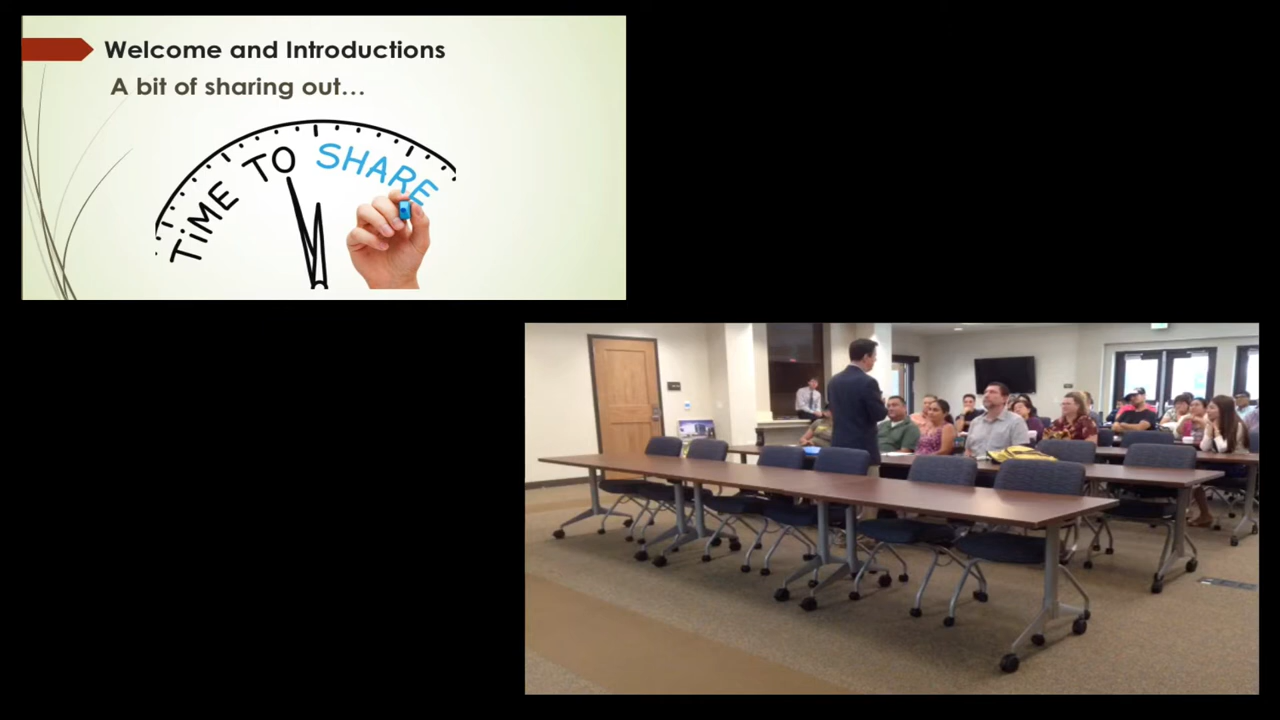 Welcome and Introductions
A bit of sharing out...
TiME TO SHARE